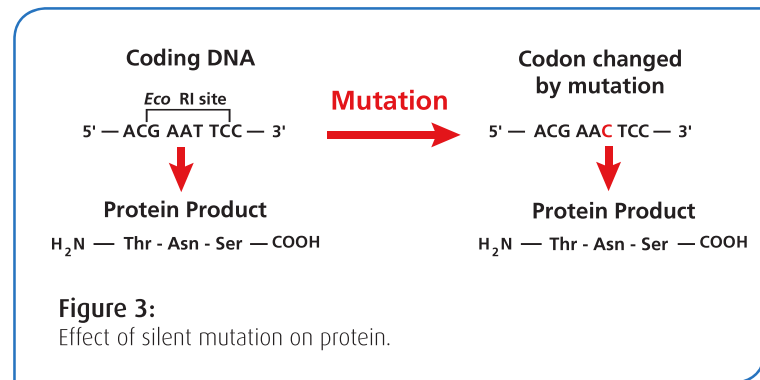 Coding DNA
Eco RI site
5' — ACG AAT TCC — 3'
Protein Product
H₂N — Thr - Asn - Ser — COOH
Mutation
Codon changed
by mutation
5' — ACG AAC TCC — 3'
Protein Product
H₂N — Thr - Asn - Ser — COOH
Figure 3:
Effect of silent mutation on protein.